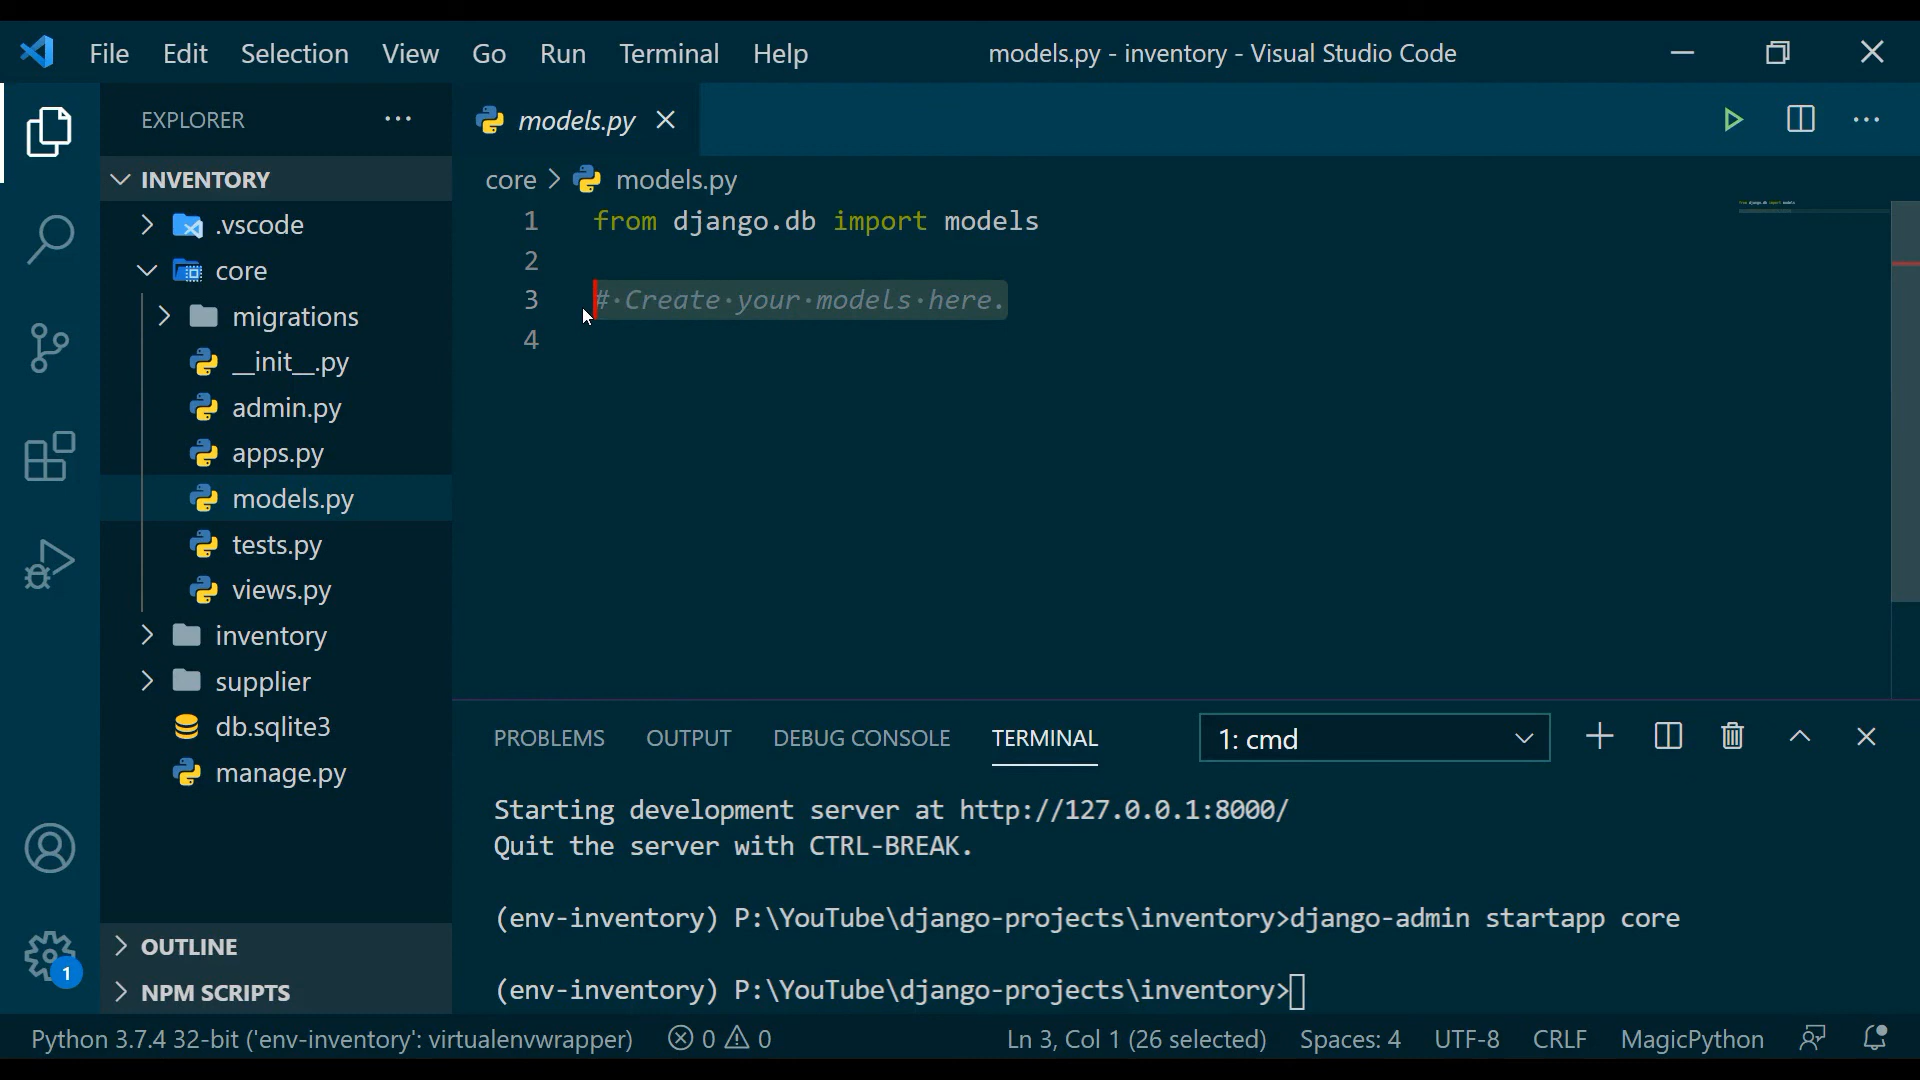 File Edit Selection View Go Run Terminal Help models.py - inventory - Visual Studio Code
EXPLORER
models.py
INVENTORY
core > models.py
.vscode
1 from django.db import models
core
2
migrations
3 # Create your models here.
__init__.py
4
admin.py
apps.py
models.py
tests.py
views.py
inventory
supplier
db.sqlite3
manage.py
PROBLEMS OUTPUT DEBUG CONSOLE TERMINAL 1: cmd
Starting development server at http://127.0.0.1:8000/
Quit the server with CTRL-BREAK.
(env-inventory) P:\YouTube\django-projects\inventory>django-admin startapp core
(env-inventory) P:\YouTube\django-projects\inventory>
OUTLINE
NPM SCRIPTS
1
Python 3.7.4 32-bit ('env-inventory': virtualenvwrapper) 0 0 Ln 3, Col 1 (26 selected) Spaces: 4 UTF-8 CRLF MagicPython